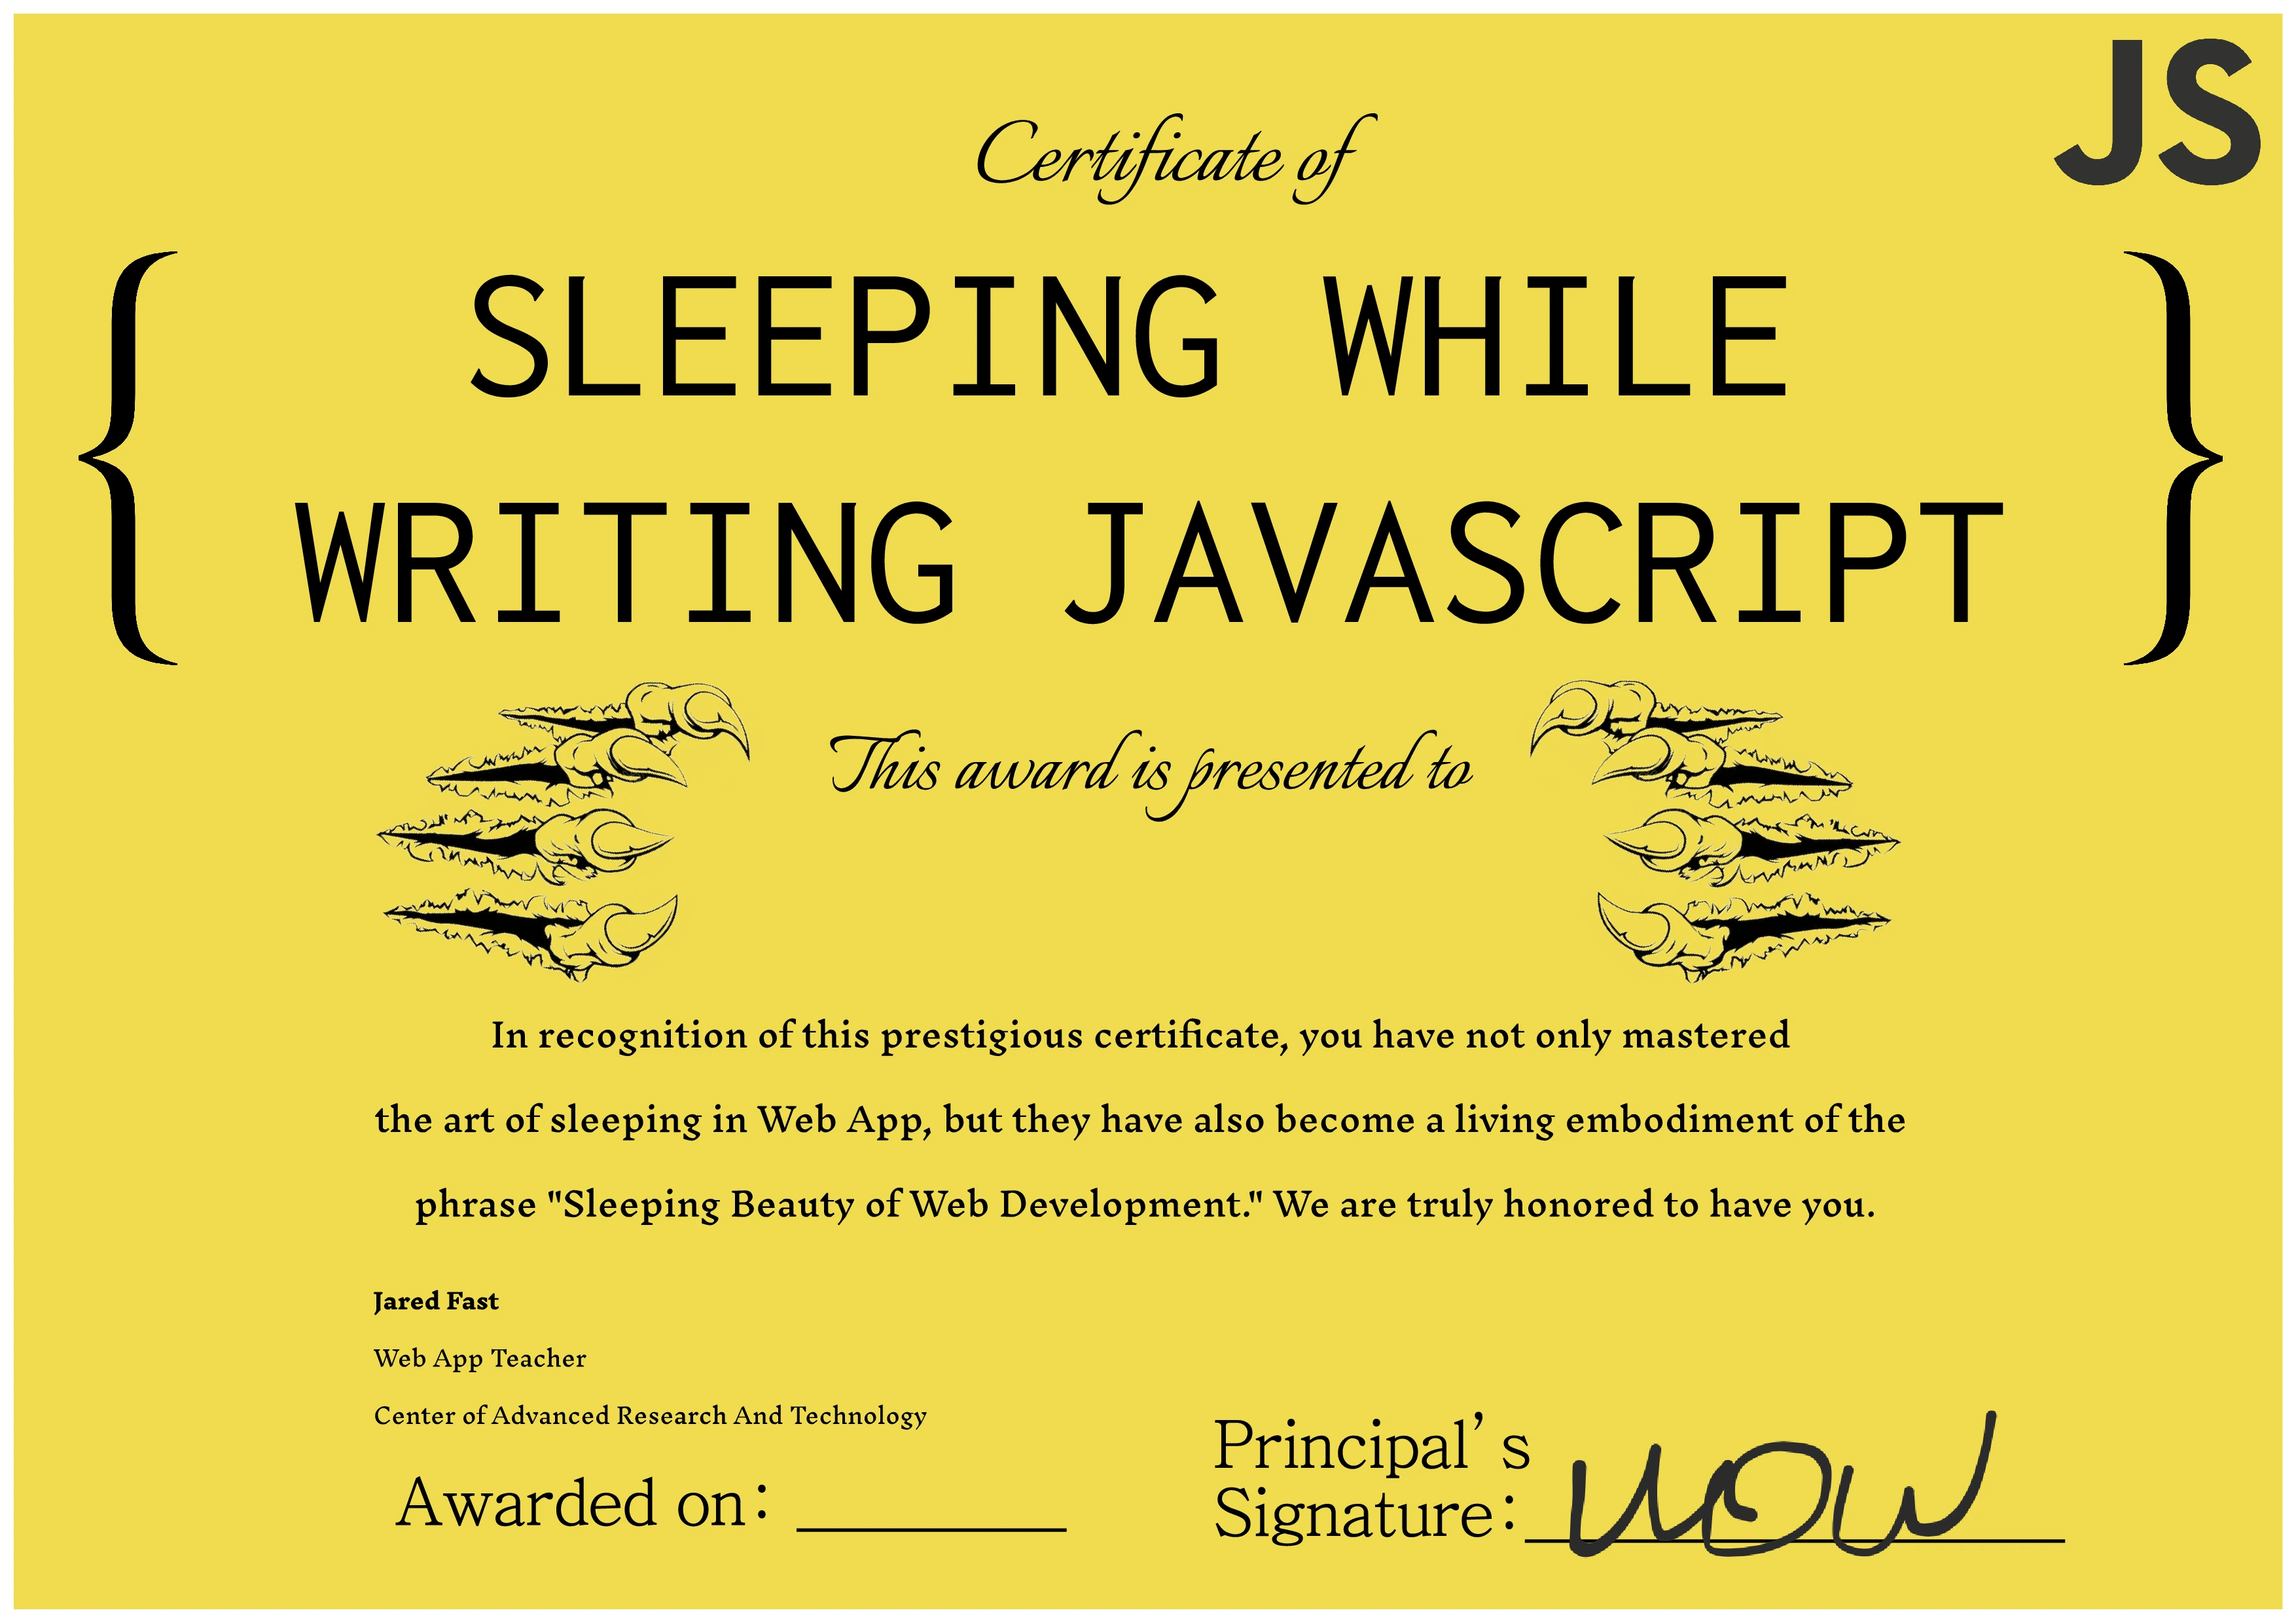 JS
Certificate of
{ SLEEPING WHILE
WRITING JAVASCRIPT }
This award is presented to
In recognition of this prestigious certificate, you have not only mastered
the art of sleeping in Web App, but they have also become a living embodiment of the
phrase "Sleeping Beauty of Web Development." We are truly honored to have you.
Jared Fast
Web App Teacher
Center of Advanced Research And Technology
Awarded on:
Principal's
Signature: wow